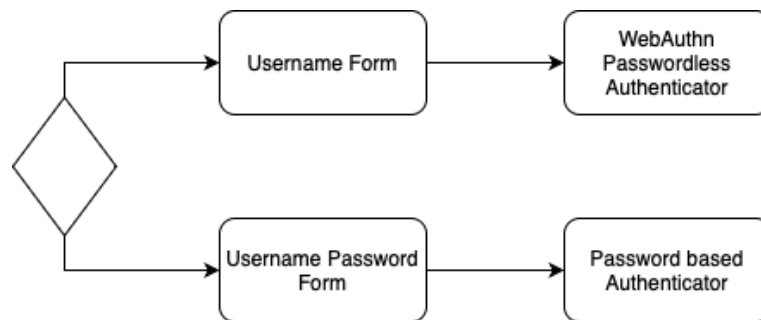 Username Form
WebAuthn
Passwordless
Authenticator
Username Password
Form
Password based
Authenticator